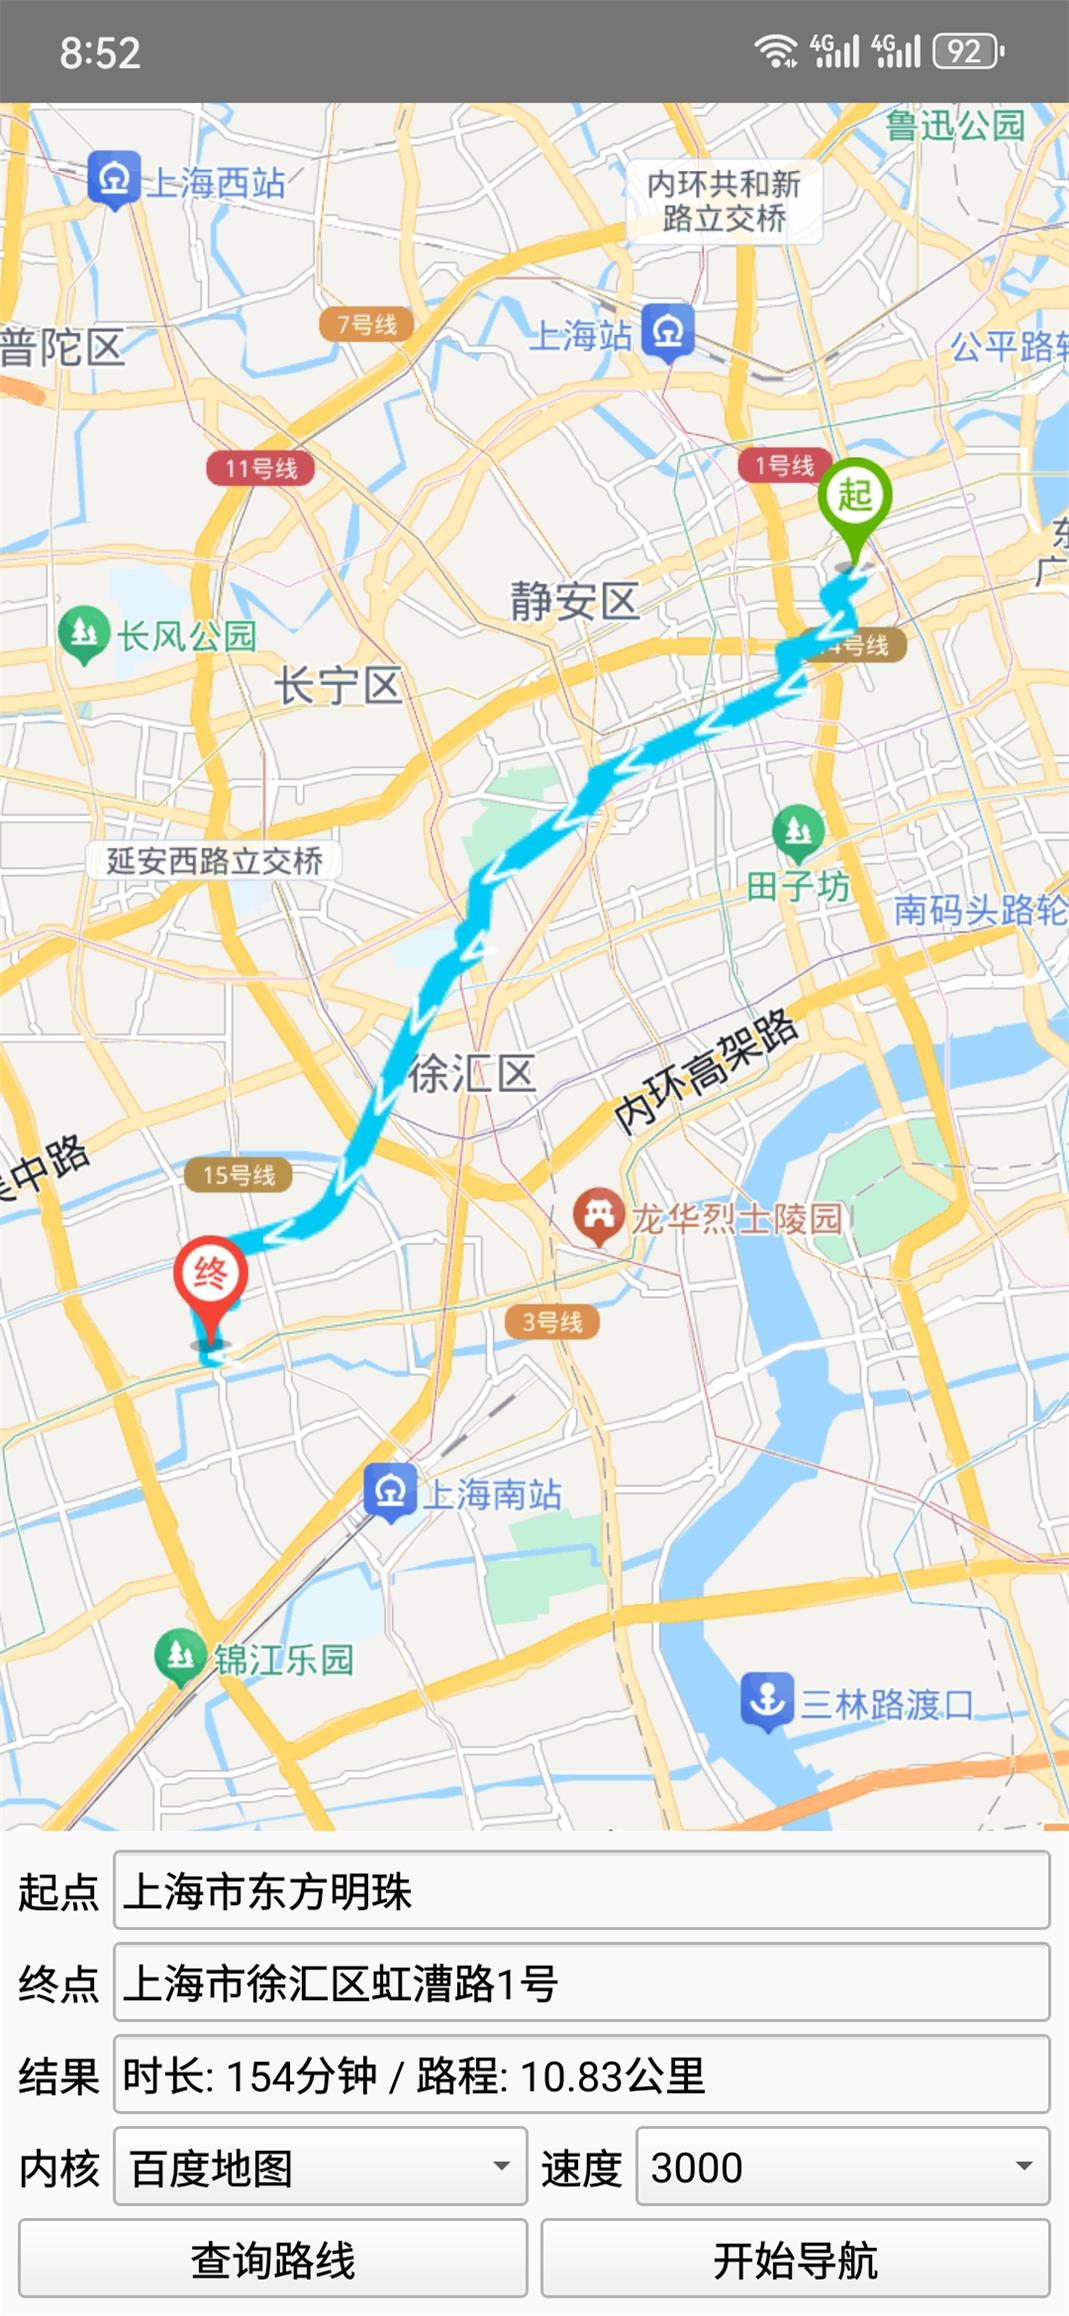 8:52
4G
4G
92
鲁迅公园
上海西站
内环共和新
路立交桥
7号线
上海站
普陀区
公平路
11号线
1号线
起
静安区
长风公园
4号线
长宁区
田子坊
延安西路立交桥
南码头路轮
徐汇区
内环高架路
中路
15号线
龙华烈士陵园
终
3号线
上海南站
锦江乐园
三林路渡口
起点 上海市东方明珠
终点 上海市徐汇区虹漕路1号
结果 时长: 154分钟 / 路程: 10.83公里
内核 百度地图 速度 3000
查询路线 开始导航